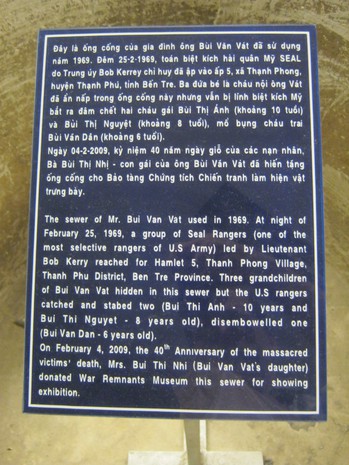 Đây là ống cống của gia đình ông Bùi Văn Vát đã sử dụng
năm 1969. Đêm 25-2-1969, toán biệt kích hải quân Mỹ SEAL
do Trung úy Bob Kerrey chỉ huy đã ập vào ấp 5, xã Thạnh Phong,
huyện Thạnh Phú, tỉnh Bến Tre. Ba đứa bé là cháu nội ông Vát
đã ẩn nấp trong ống cống này nhưng vẫn bị lính biệt kích Mỹ
bắt ra đâm chết hai cháu gái Bùi Thị Ánh (khoảng 10 tuổi)
và Bùi Thị Nguyệt (khoảng 8 tuổi), mổ bụng cháu trai
Bùi Văn Dân (khoảng 6 tuổi).
Ngày 04-2-2009, kỷ niệm 40 năm ngày giỗ của các nạn nhân,
Bà Bùi Thị Nhị - con gái của ông Bùi Văn Vát đã hiến tặng
ống cống cho Bảo tàng Chứng tích Chiến tranh làm hiện vật
trưng bày.
The sewer of Mr. Bui Van Vat used in 1969. At night of
February 25, 1969, a group of Seal Rangers (one of the
most selective rangers of U.S Army) led by Lieutenant
Bob Kerry reached for Hamlet 5, Thanh Phong Village,
Thanh Phu District, Ben Tre Province. Three grandchildren
of Bui Van Vat hidden in this sewer but the U.S rangers
catched and stabed two (Bui Thi Anh - 10 years and
Bui Thi Nguyet - 8 years old), disembowelled one
(Bui Van Dan - 6 years old).
On February 4, 2009, the 40th Anniversary of the massacred
victims' death, Mrs. Bui Thi Nhi (Bui Van Vat's daughter)
donated War Remnants Museum this sewer for showing
exhibition.